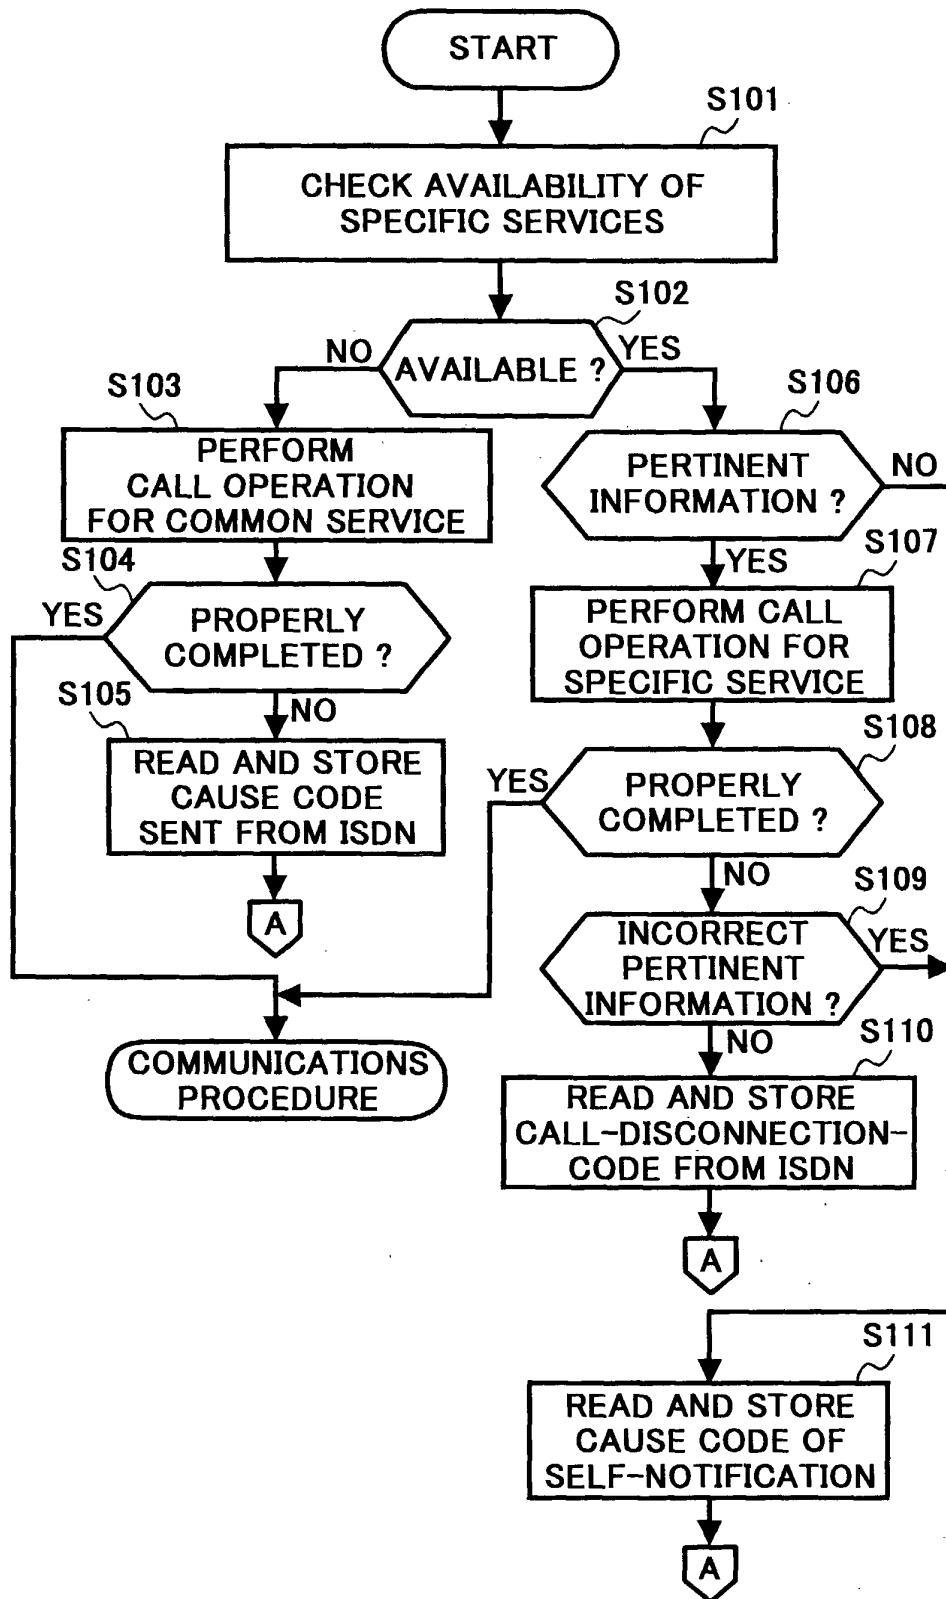 START
S101
CHECK AVAILABILITY OF
SPECIFIC SERVICES
S102
NO
AVAILABLE ?
YES
S103
PERFORM
CALL OPERATION
FOR COMMON SERVICE
S106
PERTINENT
INFORMATION ?
NO
YES
S104
YES
PROPERLY
COMPLETED ?
NO
S107
PERFORM CALL
OPERATION FOR
SPECIFIC SERVICE
S105
READ AND STORE
CAUSE CODE
SENT FROM ISDN
A
S108
YES
PROPERLY
COMPLETED ?
NO
S109
INCORRECT
PERTINENT
INFORMATION ?
YES
NO
COMMUNICATIONS
PROCEDURE
S110
READ AND STORE
CALL-DISCONNECTION-
CODE FROM ISDN
A
S111
READ AND STORE
CAUSE CODE OF
SELF-NOTIFICATION
A